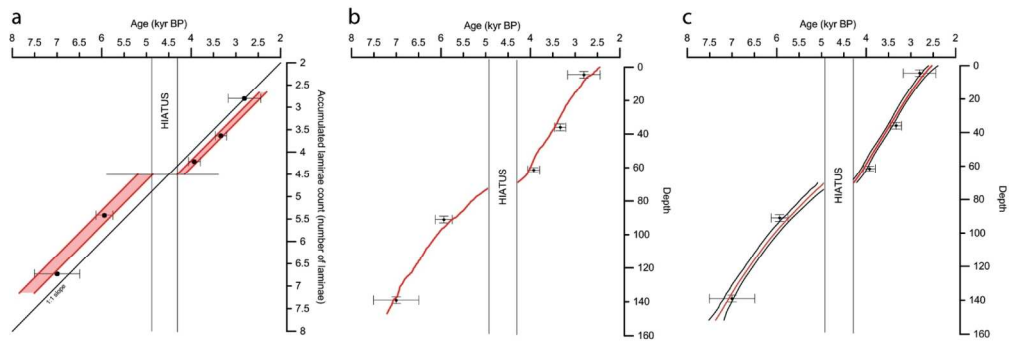 a
Age (kyr BP)
8 7.5 7 6.5 6 5.5 5 4.5 4 3.5 3 2.5 2
HIATUS
1:1 slope
2
2.5
3
3.5
4
4.5
5
5.5
6
6.5
7
7.5
8
Accumulated laminae count (number of laminae)
b
Age (kyr BP)
8 7.5 7 6.5 6 5.5 5 4.5 4 3.5 3 2.5 2
HIATUS
0
20
40
60
80
100
120
140
160
Depth
c
Age (kyr BP)
8 7.5 7 6.5 6 5.5 5 4.5 4 3.5 3 2.5 2
HIATUS
0
20
40
60
80
100
120
140
160
Depth